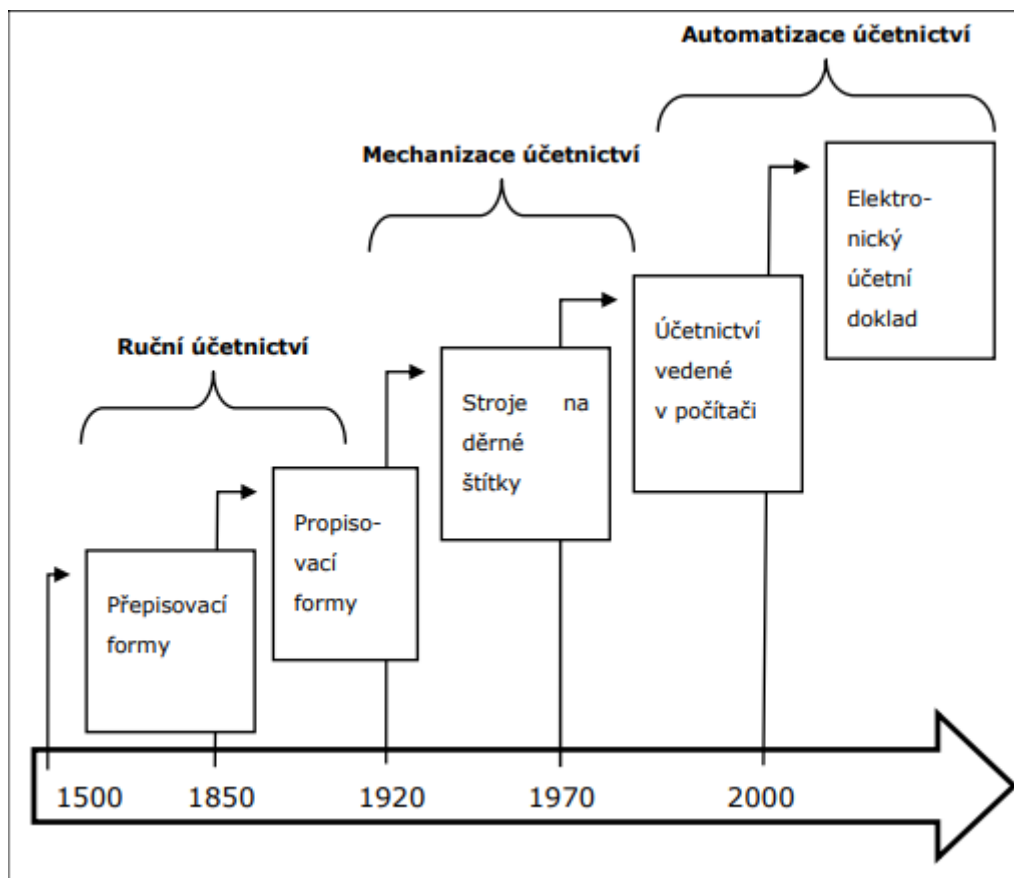 Automatizace účetnictví
Mechanizace účetnictví
Elektro-
nický
účetní
doklad
Ruční účetnictví
Účetnictví
vedené
v počítači
Stroje na
děrné
štítky
Propiso-
vací
formy
Přepisovací
formy
1500 1850 1920 1970 2000